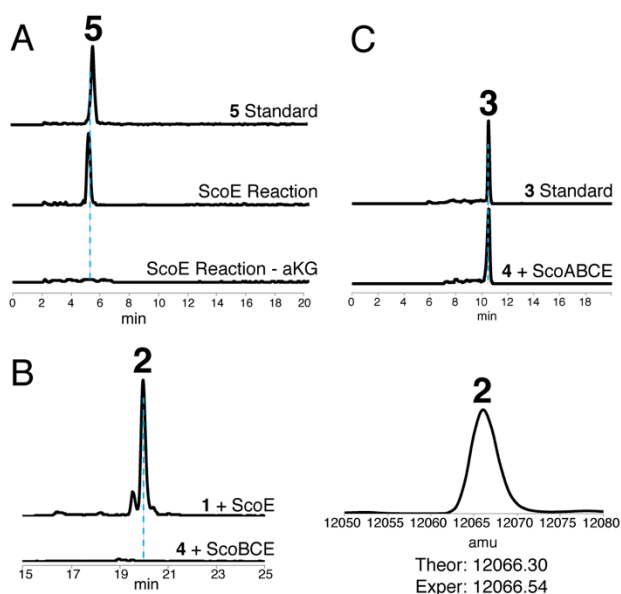 A
5
5 Standard
ScoE Reaction
ScoE Reaction - aKG
0 2 4 6 8 10 12 14 16 18 20
min
C
3
3 Standard
4 + ScoABCE
0 2 4 6 8 10 12 14 16 18
min
B
2
1 + ScoE
4 + ScoBCE
15 17 19 21 23 25
min
2
12050 12055 12060 12065 12070 12075 12080
amu
Theor: 12066.30
Exper: 12066.54